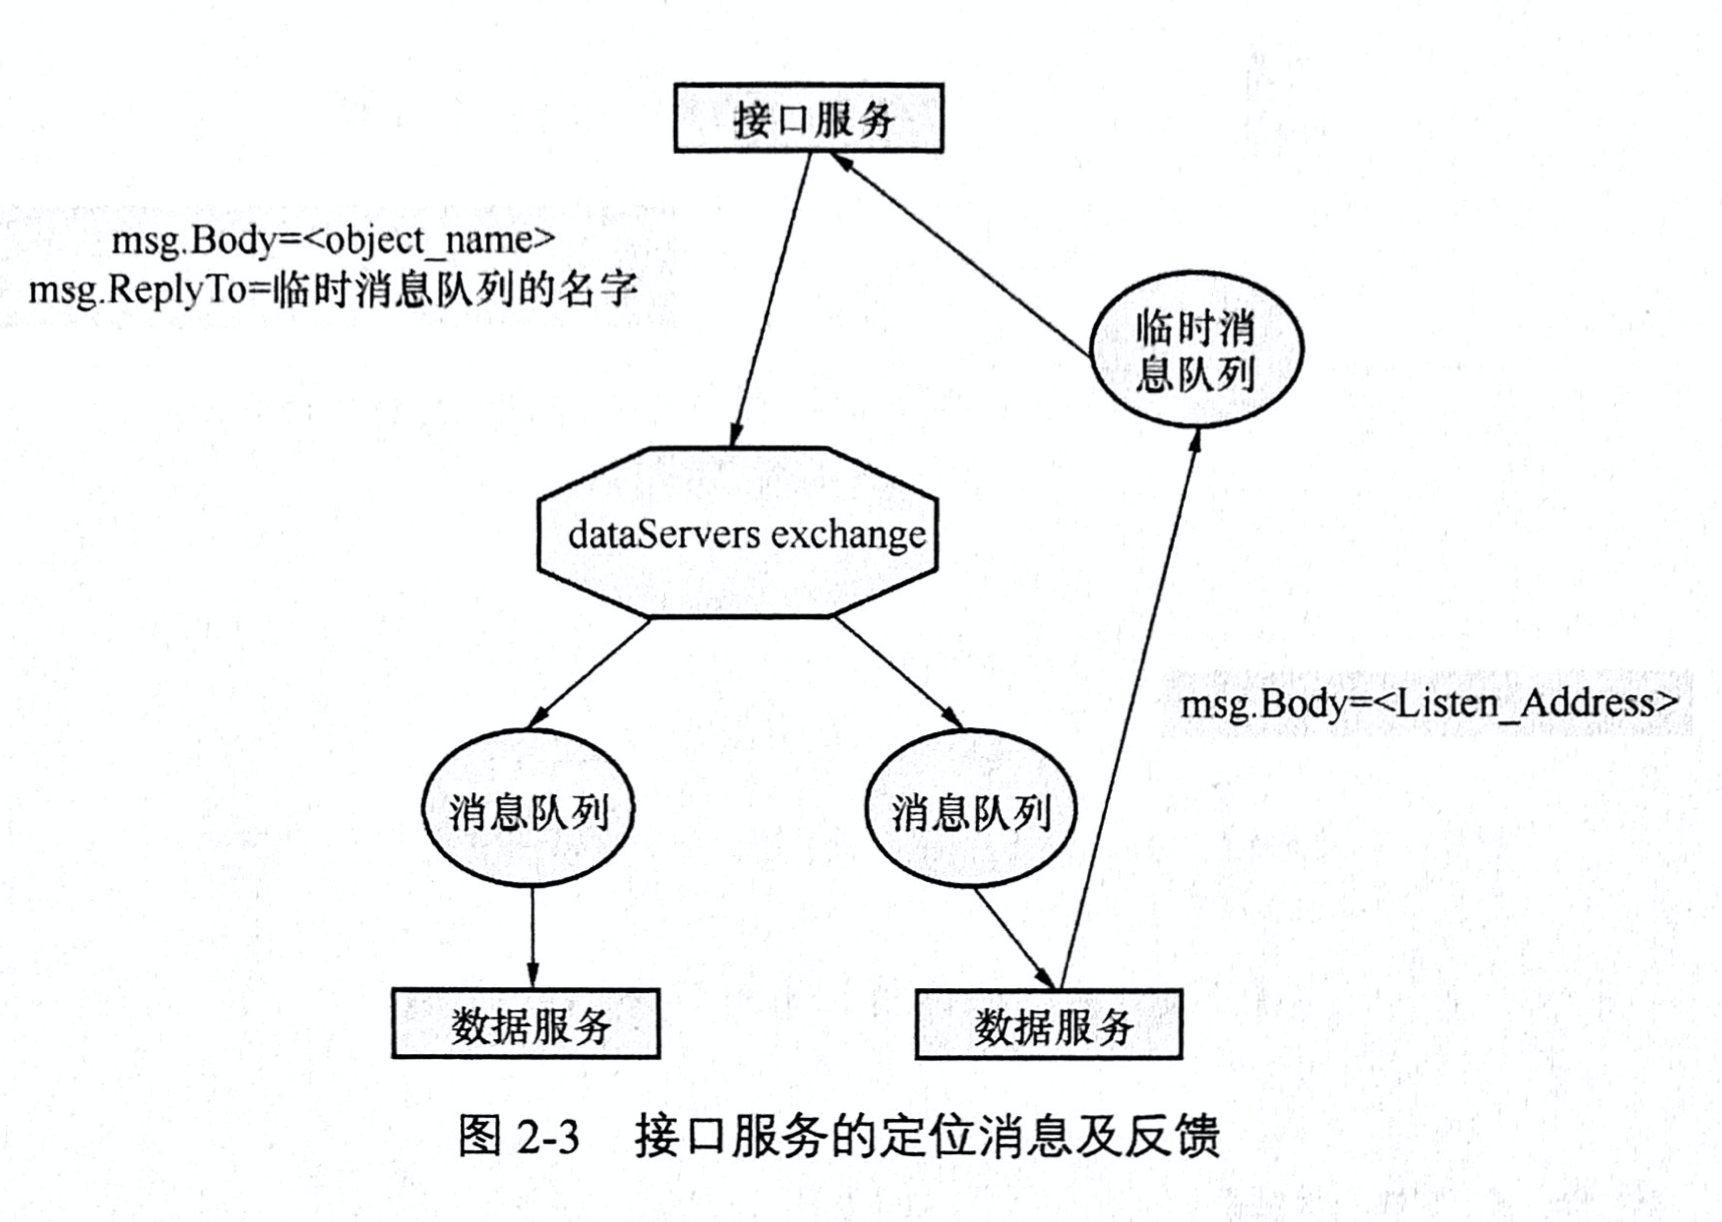 接口服务
msg.Body=<object_name>
msg.ReplyTo=临时消息队列的名字
临时消
息队列
dataServers exchange
msg.Body=<Listen_Address>
消息队列
消息队列
数据服务
数据服务
图 2-3 接口服务的定位消息及反馈